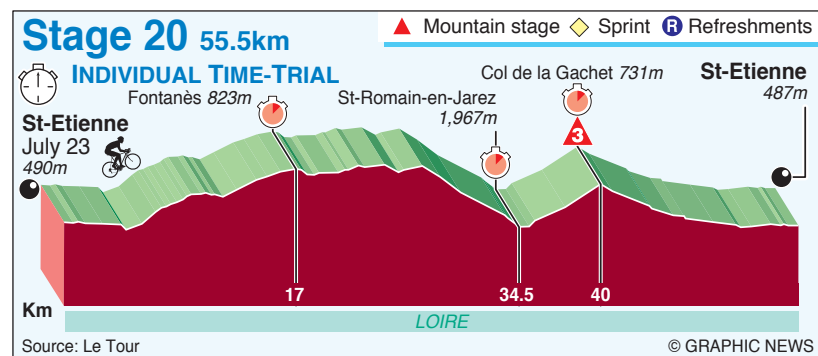 Stage 20 55.5km
Mountain stage Sprint R Refreshments
INDIVIDUAL TIME-TRIAL
Fontanès 823m
St-Romain-en-Jarez
1,967m
Col de la Gachet 731m
St-Etienne
487m
St-Etienne
July 23
490m
3
17
34.5
40
Km
LOIRE
Source: Le Tour
© GRAPHIC NEWS